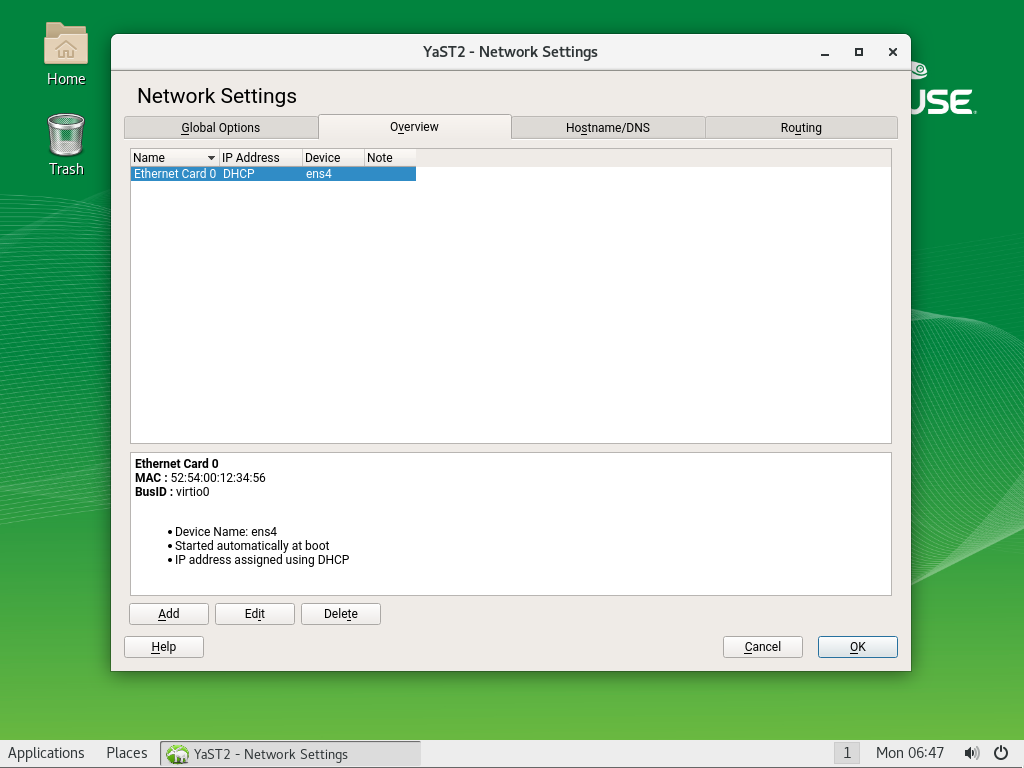 Home
Trash
YaST2 - Network Settings
USE
Network Settings
Global Options
Overview
Hostname/DNS
Routing
Name IP Address Device Note
Ethernet Card 0 DHCP ens4
Ethernet Card 0
MAC : 52:54:00:12:34:56
BusID : virtio0
• Device Name: ens4
• Started automatically at boot
• IP address assigned using DHCP
Add Edit Delete
Help Cancel OK
Applications Places YaST2 - Network Settings 1 Mon 06:47